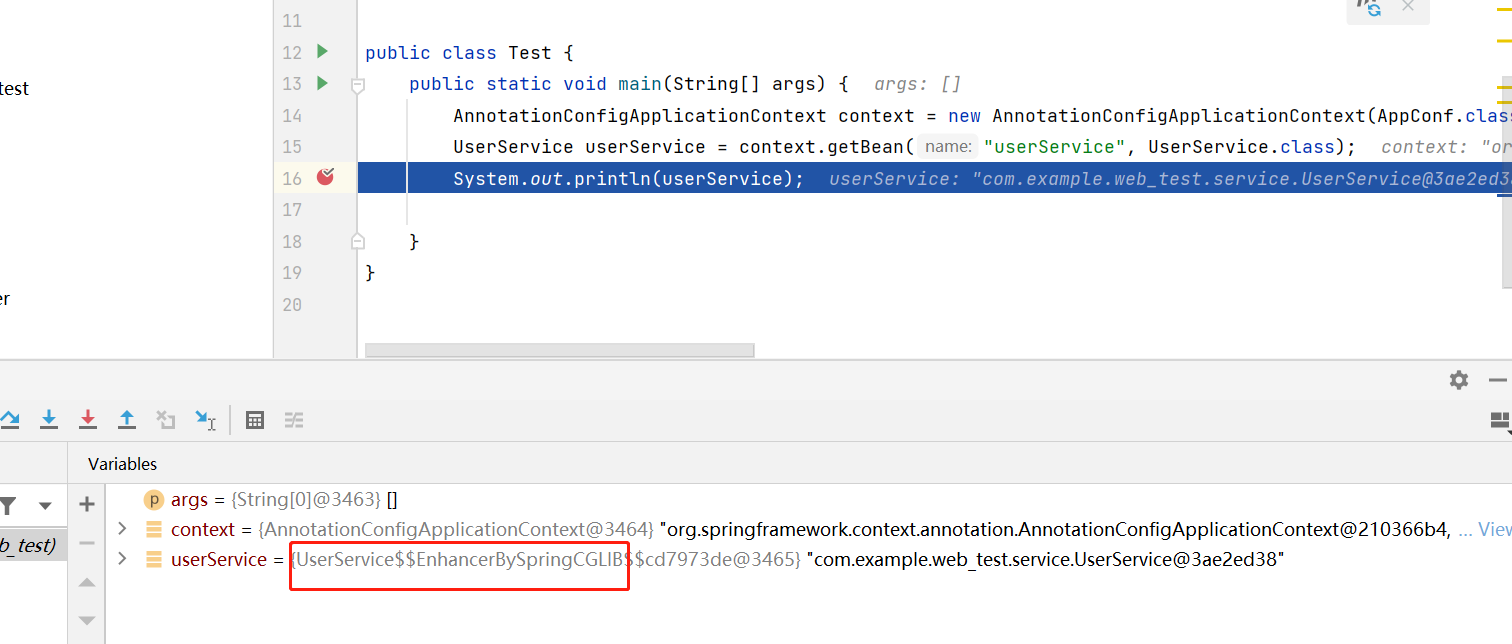 11
12 public class Test {
test
13 public static void main(String[] args) { args: []
14 AnnotationConfigApplicationContext context = new AnnotationConfigApplicationContext(AppConf.clas
15 UserService userService = context.getBean( name: "userService", UserService.class); context: "or
16 System.out.println(userService); userService: "com.example.web_test.service.UserService@3ae2ed3
17
18 }
19 }
er
20
Variables
p args = {String[0]@3463} []
context = {AnnotationConfigApplicationContext@3464} "org.springframework.context.annotation.AnnotationConfigApplicationContext@210366b4, ... View
b_test)
userService = {UserService$$EnhancerBySpringCGLIB$$cd7973de@3465} "com.example.web_test.service.UserService@3ae2ed38"